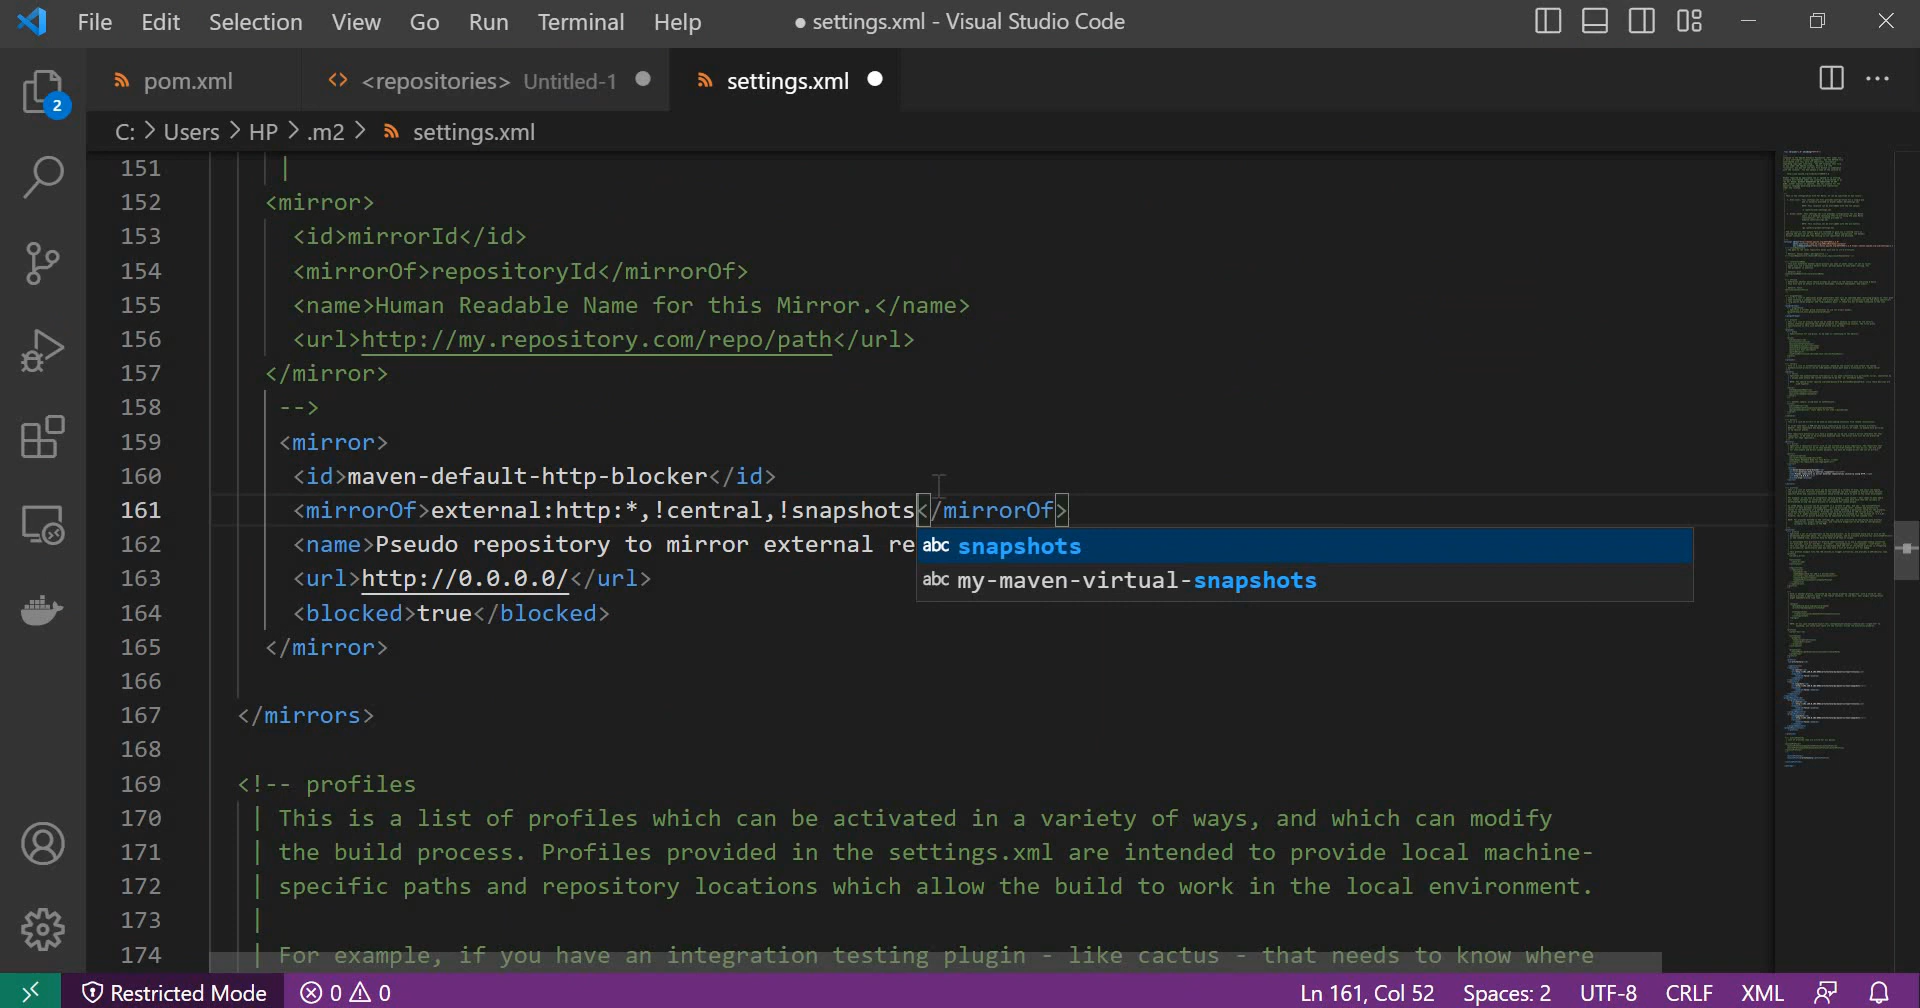 File Edit Selection View Go Run Terminal Help ● settings.xml - Visual Studio Code
pom.xml <repositories> Untitled-1 settings.xml
2
C: > Users > HP > .m2 > settings.xml
151 |
152 <mirror>
153 <id>mirrorId</id>
154 <mirrorOf>repositoryId</mirrorOf>
155 <name>Human Readable Name for this Mirror.</name>
156 <url>http://my.repository.com/repo/path</url>
157 </mirror>
158 -->
159 <mirror>
160 <id>maven-default-http-blocker</id>
161 <mirrorOf>external:http:*,!central,!snapshots</mirrorOf>
162 <name>Pseudo repository to mirror external re
abc snapshots
163 <url>http://0.0.0.0/</url>
abc my-maven-virtual-snapshots
164 <blocked>true</blocked>
165 </mirror>
166
167 </mirrors>
168
169 <!-- profiles
170 | This is a list of profiles which can be activated in a variety of ways, and which can modify
171 | the build process. Profiles provided in the settings.xml are intended to provide local machine-
172 | specific paths and repository locations which allow the build to work in the local environment.
173 |
174 | For example, if you have an integration testing plugin - like cactus - that needs to know where
Restricted Mode 0 0 Ln 161, Col 52 Spaces: 2 UTF-8 CRLF XML